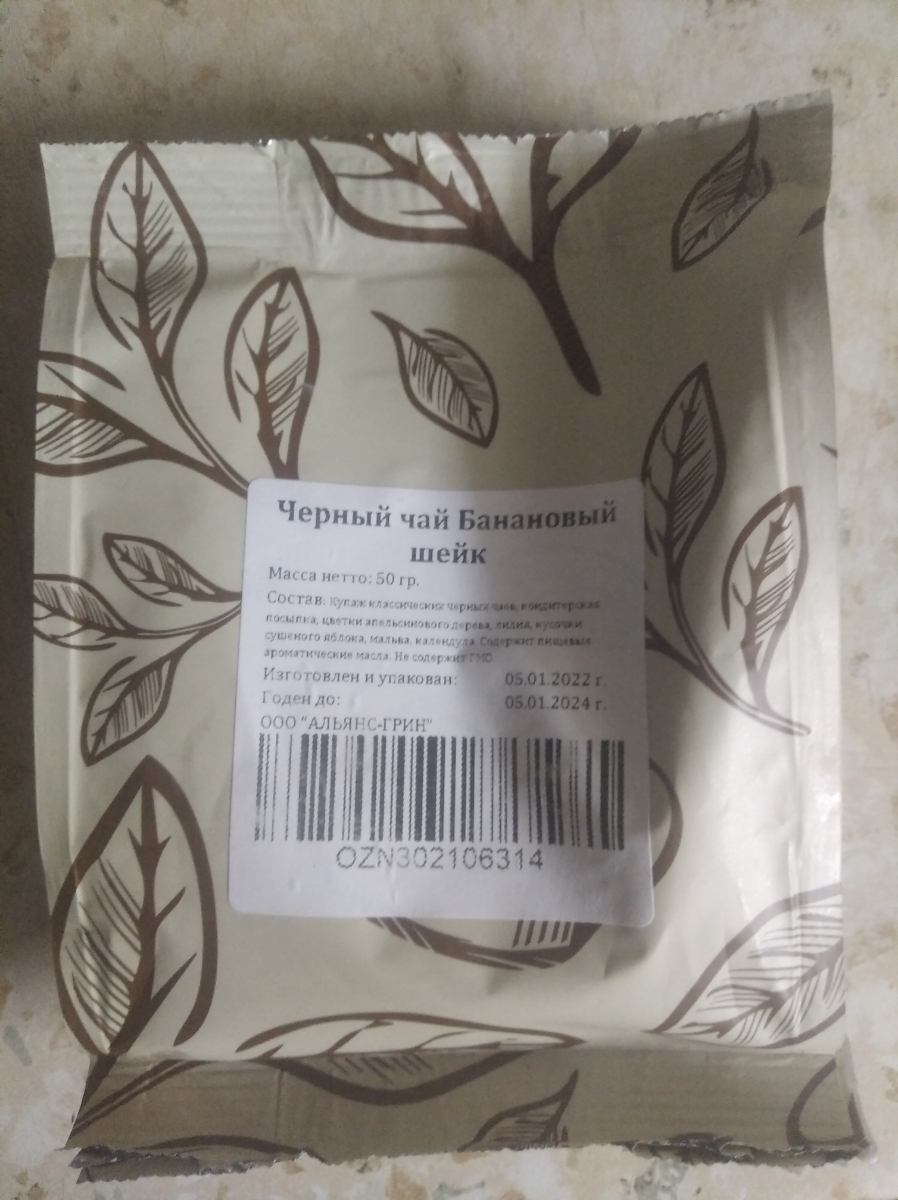 Черный чай Банановый
шейк
Масса нетто: 50 гр.
Состав: Купаж классических черных чаев, кондитерская
посыпка, цветки апельсинового дерева, лилия, кусочки
сушеного яблока, мальва, календула. Содержит пищевые
ароматические масла. Не содержит ГМО.
Изготовлен и упакован: 05.01.2022 г.
Годен до: 05.01.2024 г.
ООО "АЛЬЯНС-ГРИН"
OZN302106314